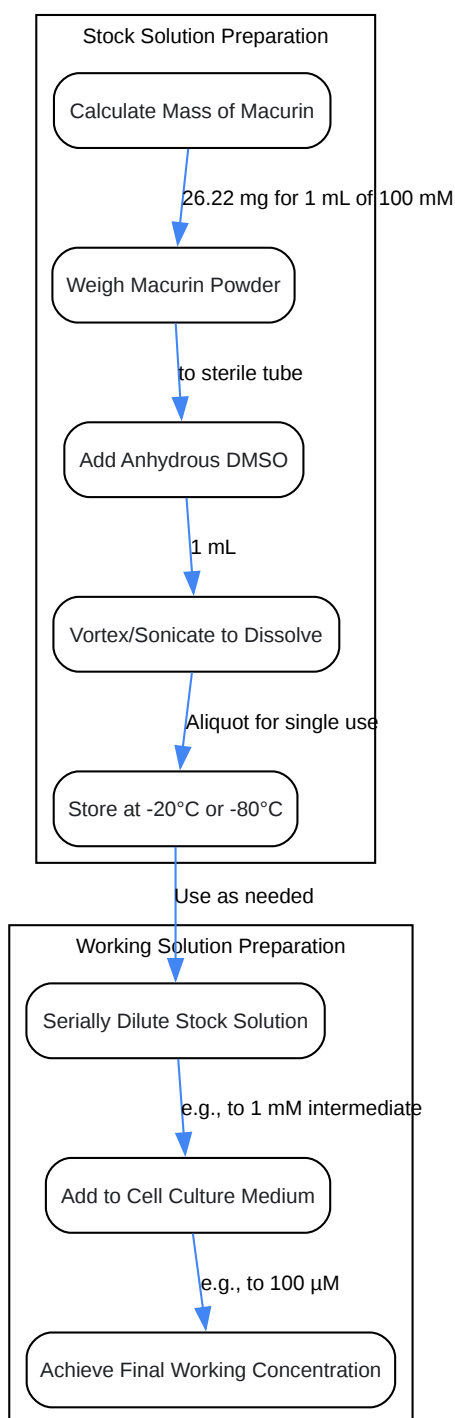 Stock Solution Preparation
Calculate Mass of Macurin
26.22 mg for 1 mL of 100 mM
Weigh Macurin Powder
to sterile tube
Add Anhydrous DMSO
1 mL
Vortex/Sonicate to Dissolve
Aliquot for single use
Store at -20°C or -80°C
Use as needed
Working Solution Preparation
Serially Dilute Stock Solution
e.g., to 1 mM intermediate
Add to Cell Culture Medium
e.g., to 100 µM
Achieve Final Working Concentration